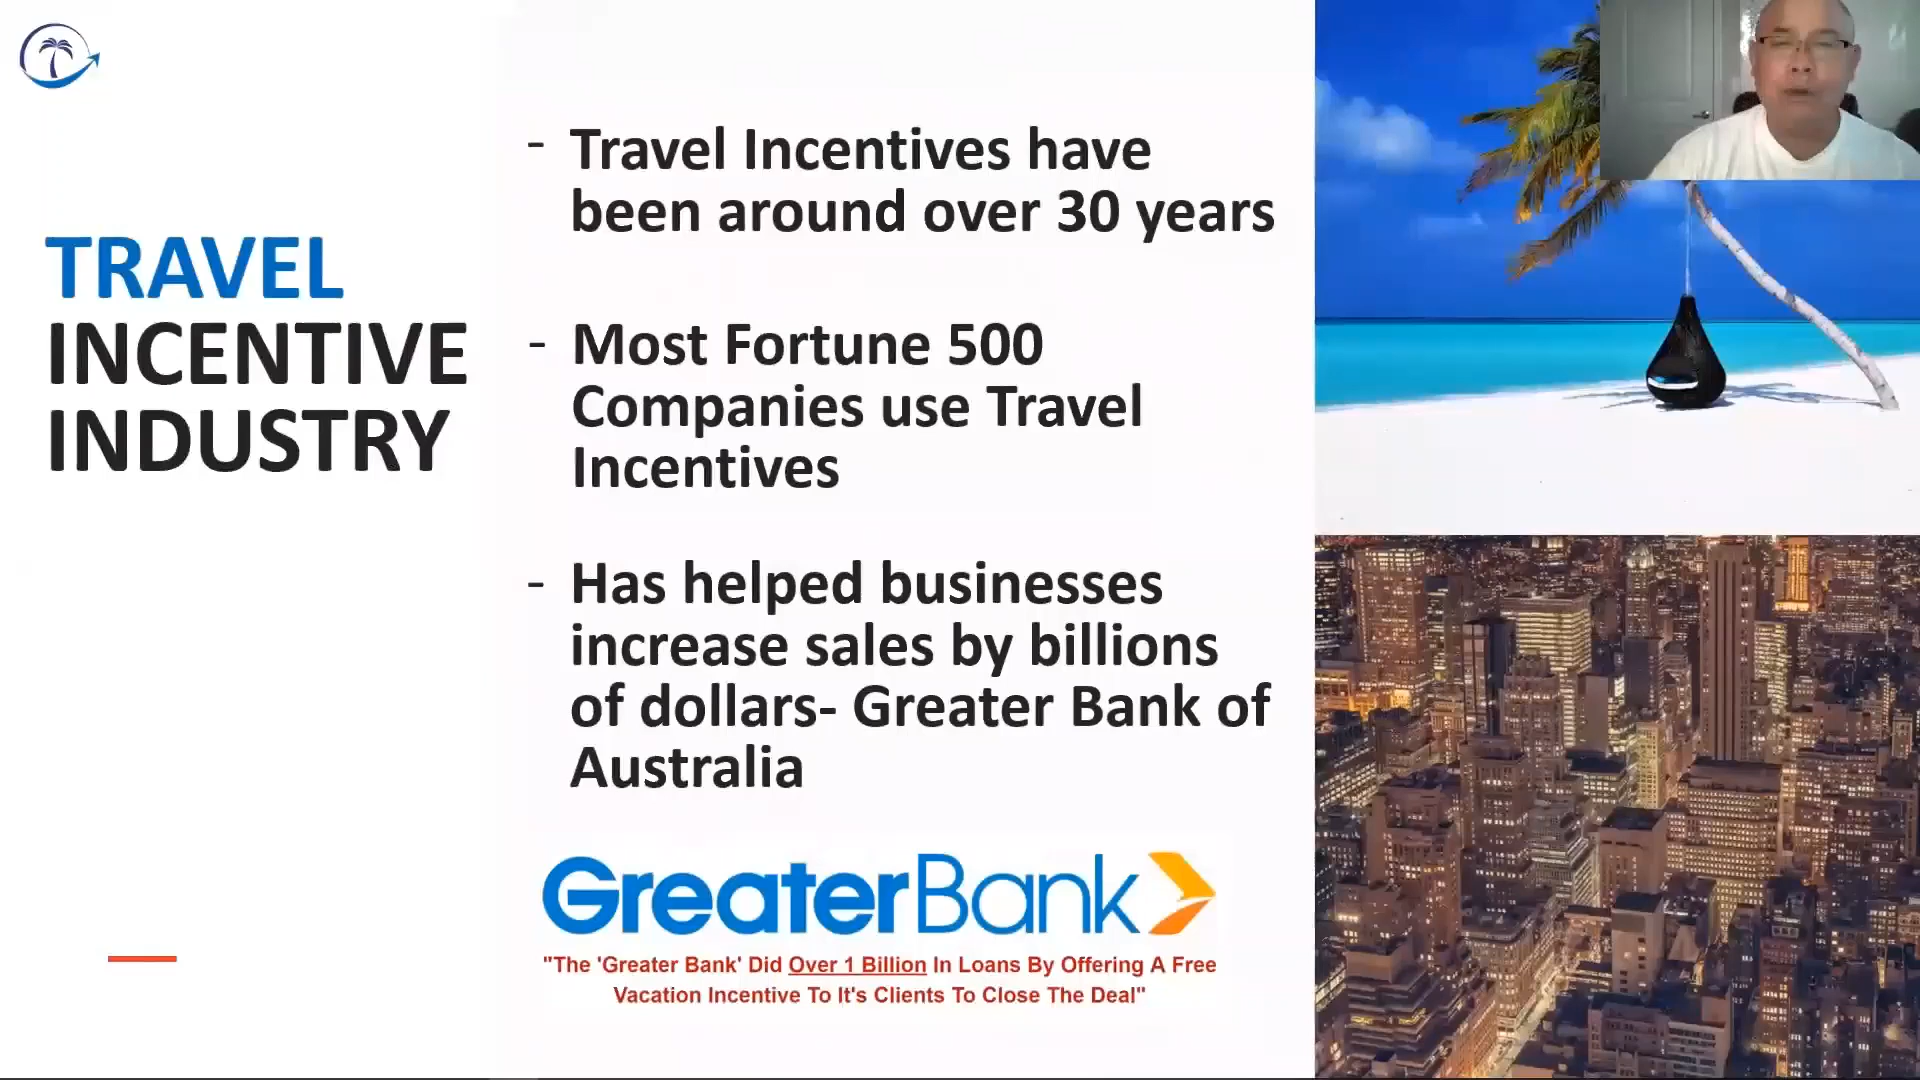 TRAVEL
INCENTIVE
INDUSTRY
- Travel Incentives have
been around over 30 years
- Most Fortune 500
Companies use Travel
Incentives
- Has helped businesses
increase sales by billions
of dollars- Greater Bank of
Australia
GreaterBank
"The 'Greater Bank' Did Over 1 Billion In Loans By Offering A Free
Vacation Incentive To It's Clients To Close The Deal"